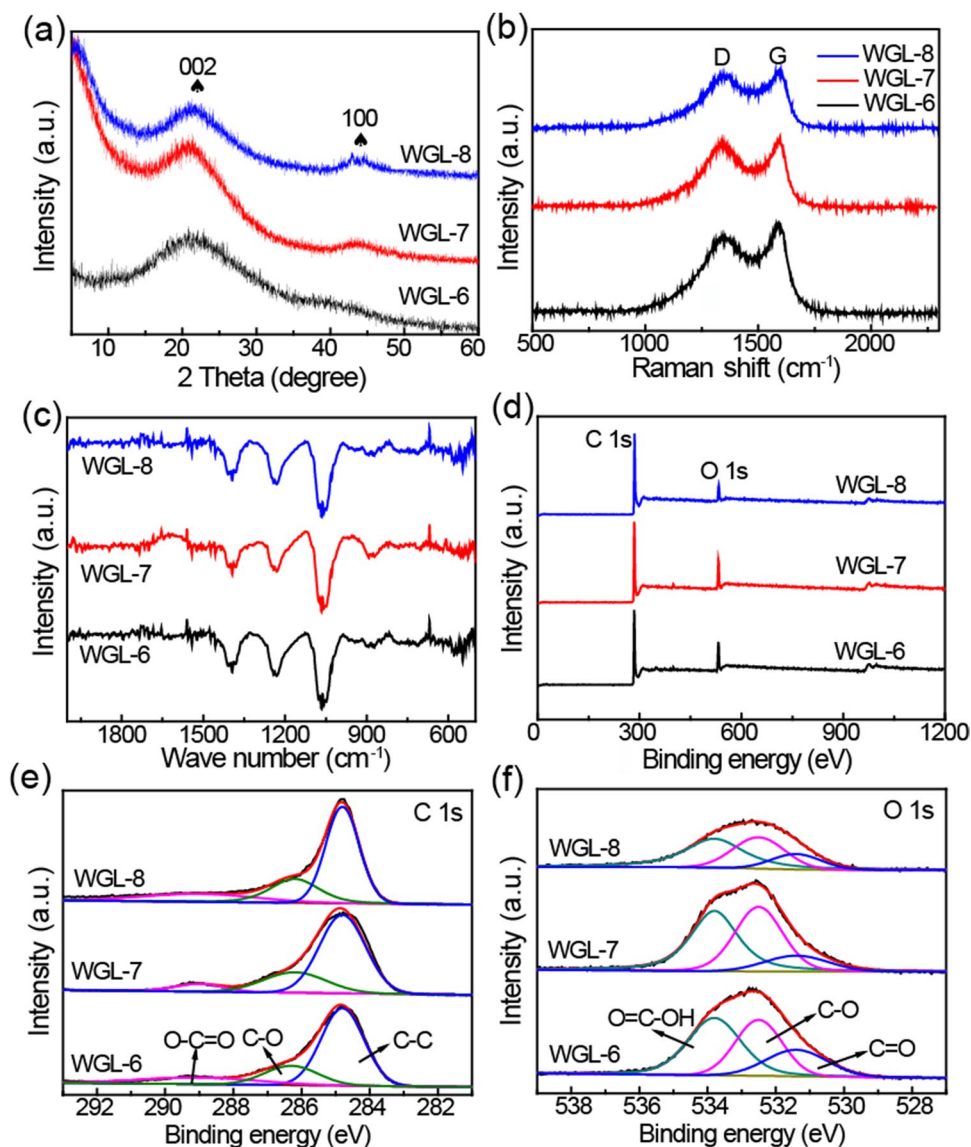 (a)
002
♠
100
♠
WGL-8
WGL-7
WGL-6
Intensity (a.u.)
10 20 30 40 50 60
2 Theta (degree)
(b)
D G
WGL-8
WGL-7
WGL-6
Intensity (a.u.)
500 1000 1500 2000
Raman shift (cm⁻¹)
(c)
WGL-8
WGL-7
WGL-6
Intensity (a.u.)
1800 1500 1200 900 600
Wave number (cm⁻¹)
(d)
C 1s
O 1s
WGL-8
WGL-7
WGL-6
Intensity (a.u.)
0 300 600 900 1200
Binding energy (eV)
(e)
C 1s
WGL-8
WGL-7
WGL-6
O-C=O
C-O
C-C
Intensity (a.u.)
292 290 288 286 284 282
Binding energy (eV)
(f)
O 1s
WGL-8
WGL-7
WGL-6
O=C-OH
C-O
C=O
Intensity (a.u.)
538 536 534 532 530 528
Binding energy (eV)